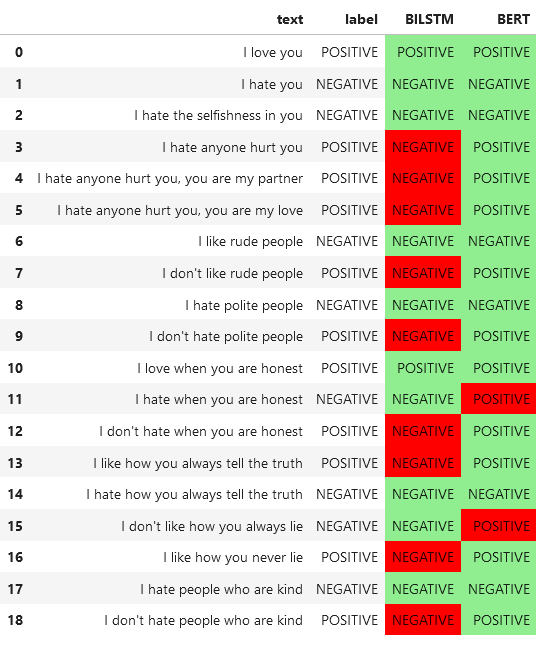 text label BILSTM BERT
0 I love you POSITIVE POSITIVE POSITIVE
1 I hate you NEGATIVE NEGATIVE NEGATIVE
2 I hate the selfishness in you NEGATIVE NEGATIVE NEGATIVE
3 I hate anyone hurt you POSITIVE NEGATIVE POSITIVE
4 I hate anyone hurt you, you are my partner POSITIVE NEGATIVE POSITIVE
5 I hate anyone hurt you, you are my love POSITIVE NEGATIVE POSITIVE
6 I like rude people NEGATIVE NEGATIVE NEGATIVE
7 I don't like rude people POSITIVE NEGATIVE POSITIVE
8 I hate polite people NEGATIVE NEGATIVE NEGATIVE
9 I don't hate polite people POSITIVE NEGATIVE POSITIVE
10 I love when you are honest POSITIVE POSITIVE POSITIVE
11 I hate when you are honest NEGATIVE NEGATIVE POSITIVE
12 I don't hate when you are honest POSITIVE NEGATIVE POSITIVE
13 I like how you always tell the truth POSITIVE NEGATIVE POSITIVE
14 I hate how you always tell the truth NEGATIVE NEGATIVE NEGATIVE
15 I don't like how you always lie NEGATIVE NEGATIVE POSITIVE
16 I like how you never lie POSITIVE NEGATIVE POSITIVE
17 I hate people who are kind NEGATIVE NEGATIVE NEGATIVE
18 I don't hate people who are kind POSITIVE NEGATIVE POSITIVE